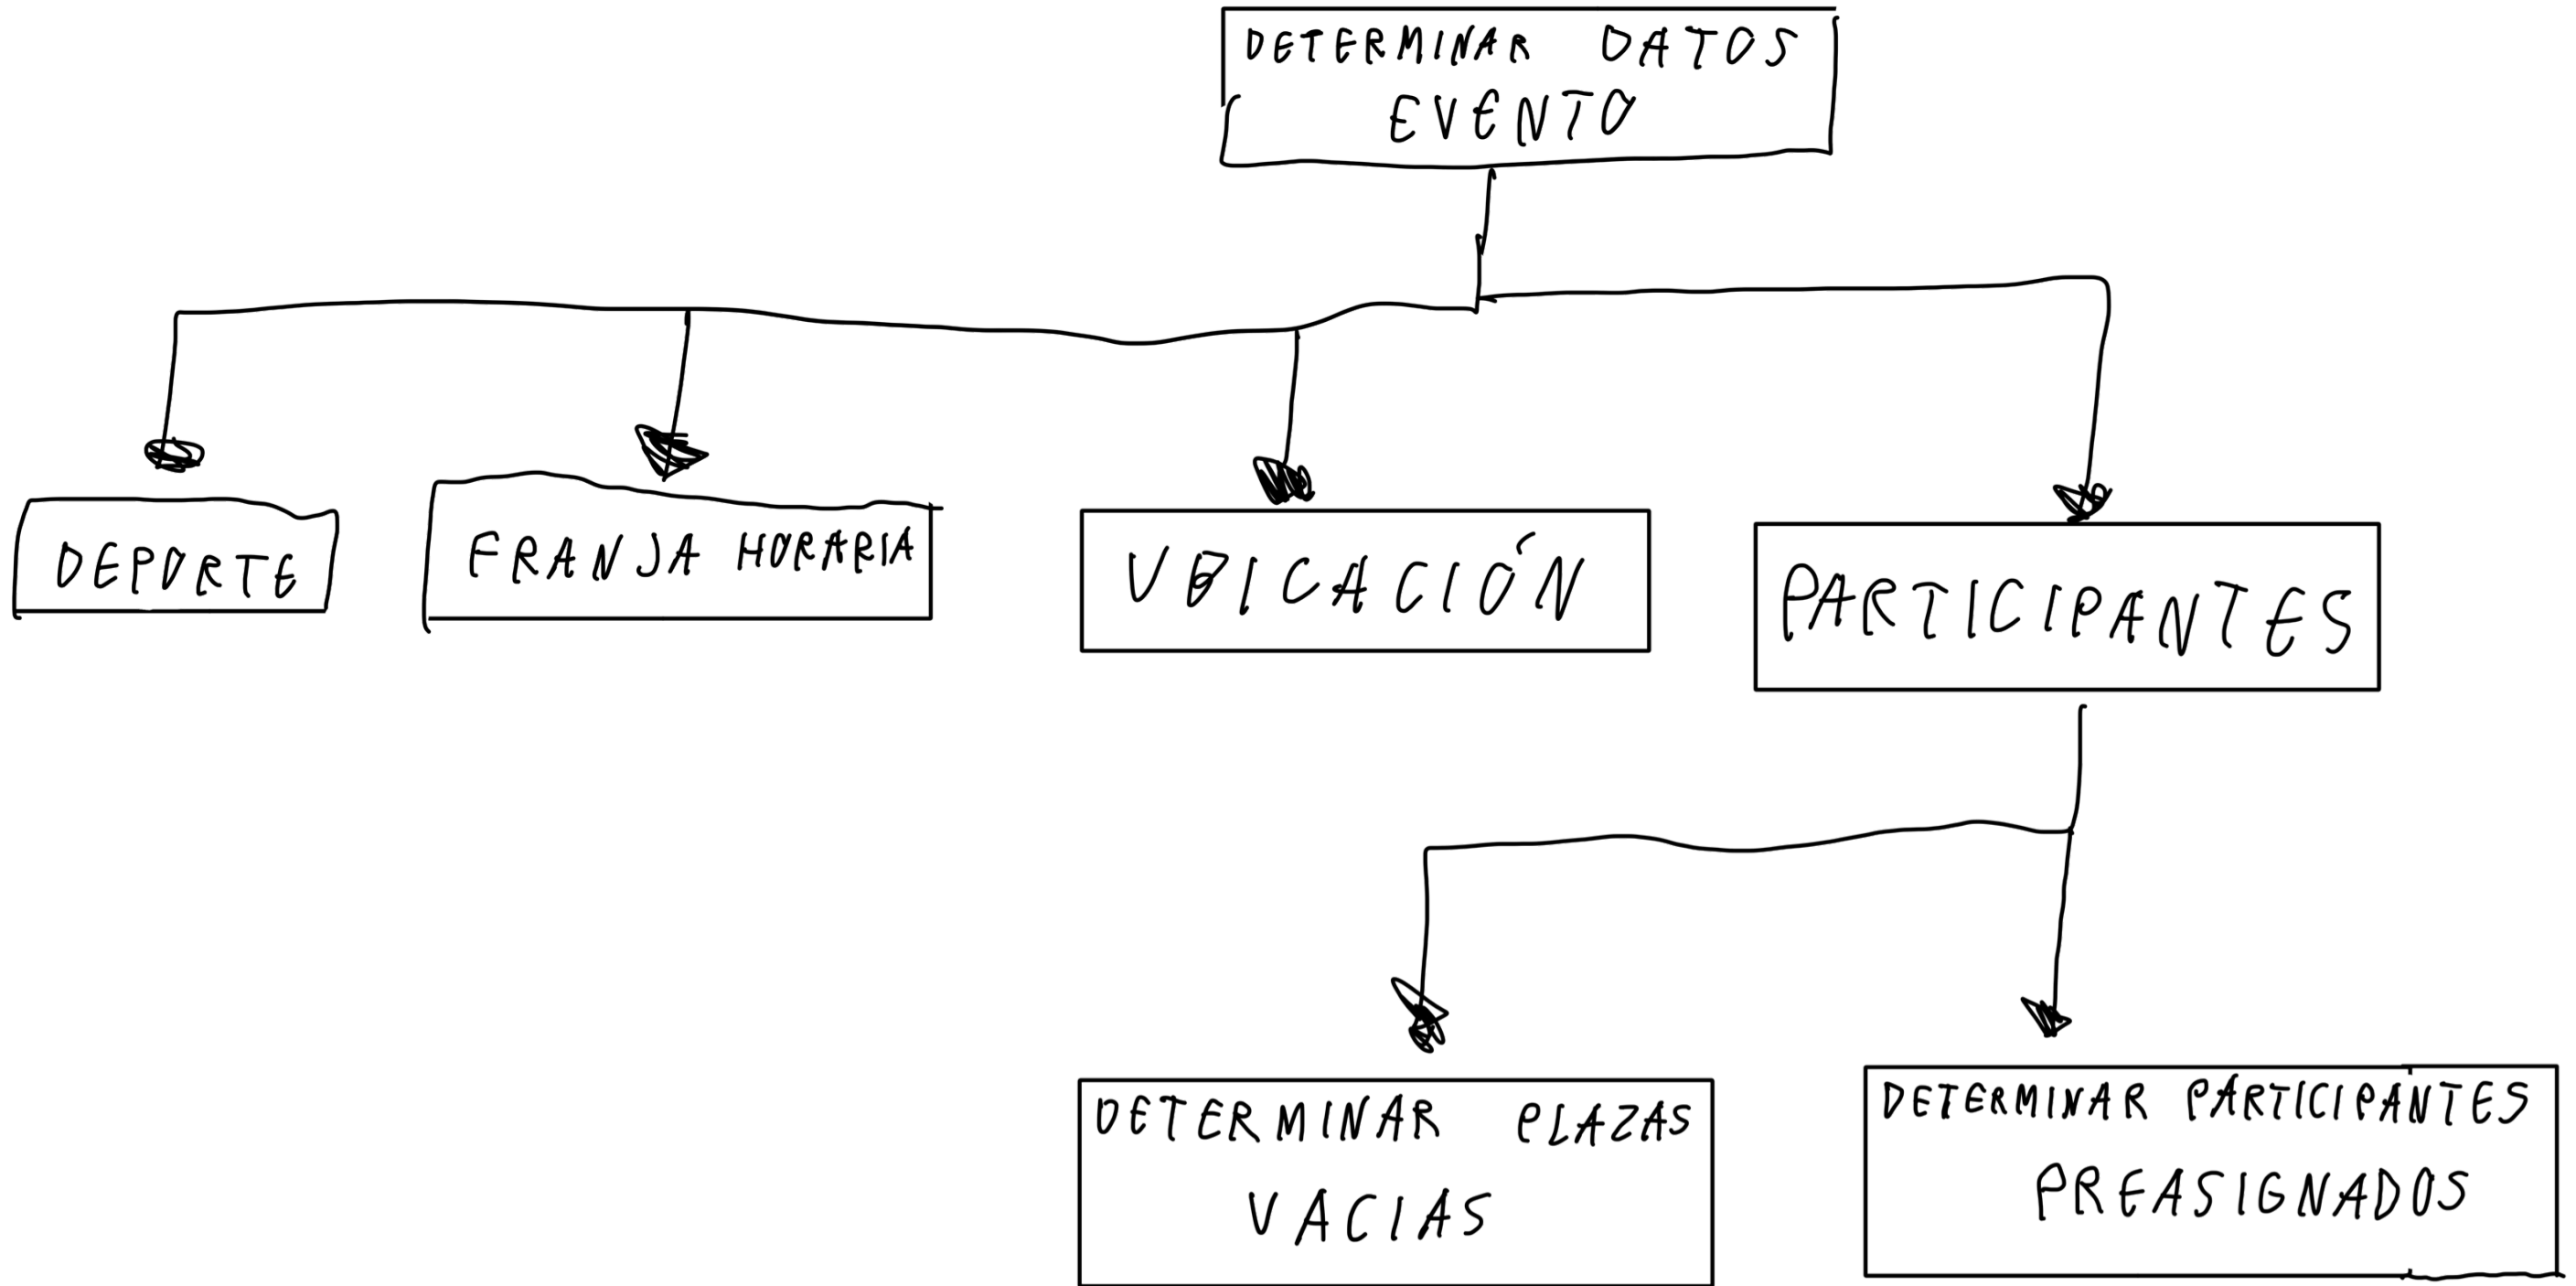 DETERMINAR DATOS
EVENTO
DEPORTE
FRANJA HORARIA
UBICACIÓN
PARTICIPANTES
DETERMINAR PLAZAS
VACIAS
DETERMINAR PARTICIPANTES
PREASIGNADOS